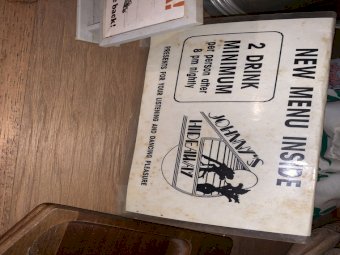 NEW MENU INSIDE
JOHNNY'S
HIDE-AWAY
2 DRINK
MINIMUM
per person after
8 pm nightly
PRESENTS FOR YOUR LISTENING AND DANCING PLEASURE
back!